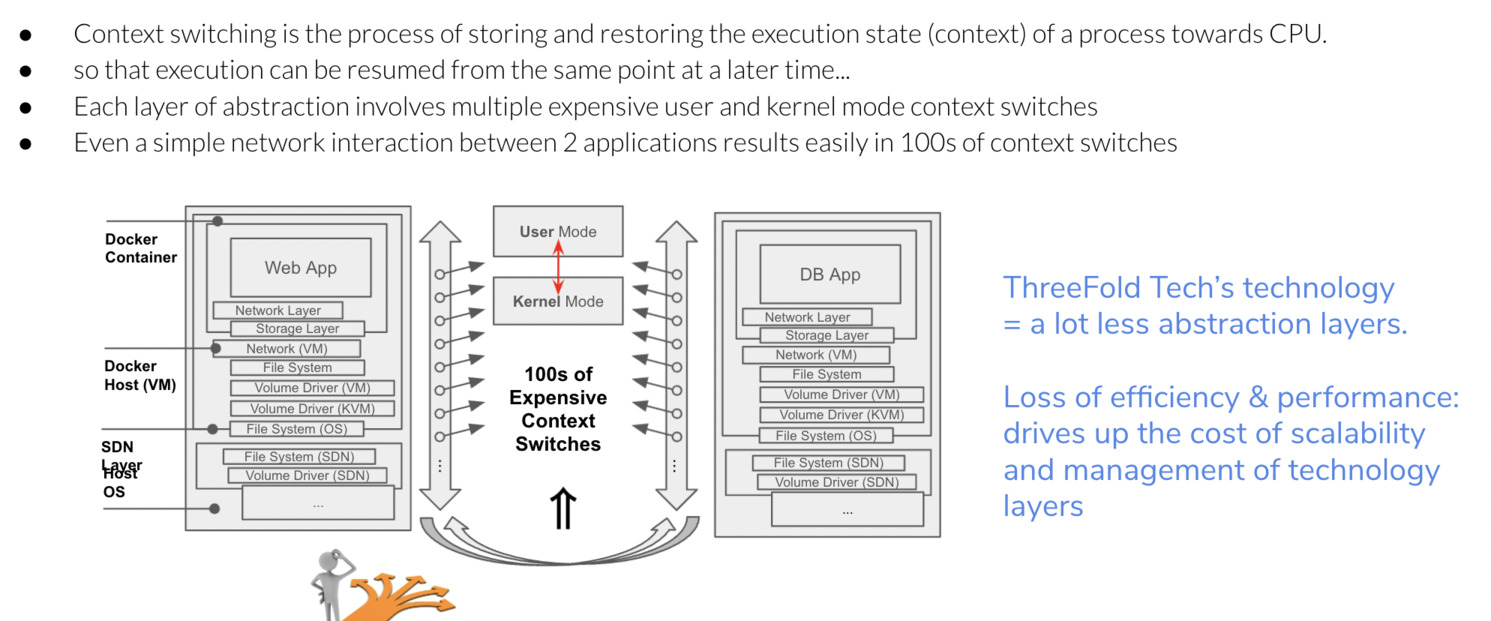 Context switching is the process of storing and restoring the execution state (context) of a process towards CPU.
so that execution can be resumed from the same point at a later time...
Each layer of abstraction involves multiple expensive user and kernel mode context switches
Even a simple network interaction between 2 applications results easily in 100s of context switches
Docker
Container
Docker
Host (VM)
SDN
Layer
Host
OS
Web App
Network Layer
Storage Layer
Network (VM)
File System
Volume Driver (VM)
Volume Driver (KVM)
File System (OS)
File System (SDN)
Volume Driver (SDN)
...
User Mode
Kernel Mode
100s of
Expensive
Context
Switches
DB App
Network Layer
Storage Layer
Network (VM)
File System
Volume Driver (VM)
Volume Driver (KVM)
File System (OS)
File System (SDN)
Volume Driver (SDN)
...
ThreeFold Tech’s technology
= a lot less abstraction layers.
Loss of efficiency & performance:
drives up the cost of scalability
and management of technology
layers